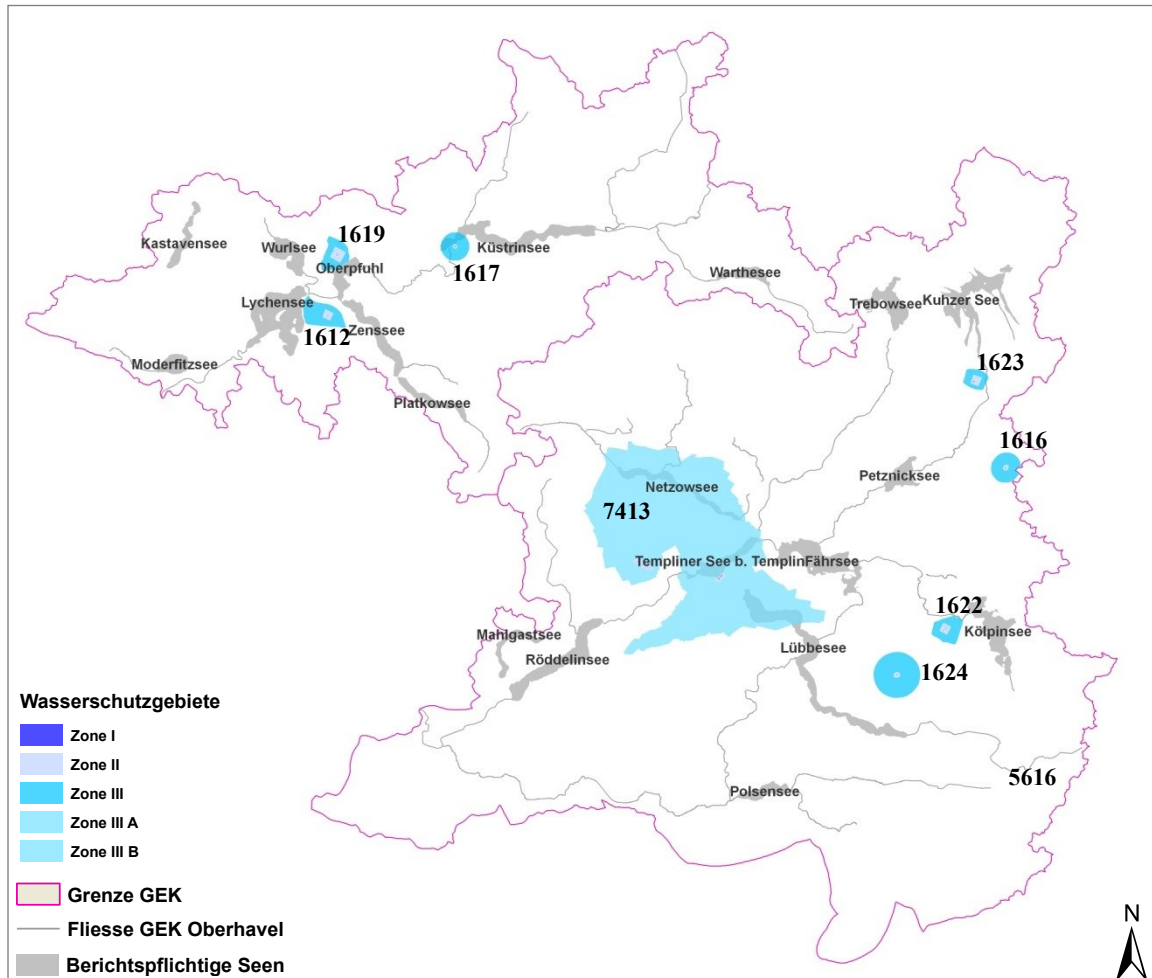 1619
Kastavensee
Wurlsee
Küstrinsee
Oberpfuhl
1617
Warthesee
Lychensee
Trebowsee
Kuhzer See
1612
Zenssee
Moderfitzsee
1623
Platkowsee
1616
Petznicksee
Netzowsee
7413
Templiner See b. Templin
Fährsee
1622
Mahlgastsee
Kölpinsee
Röddelinsee
Lübbesee
1624
5616
Polsensee
Wasserschutzgebiete
Zone I
Zone II
Zone III
Zone III A
Zone III B
Grenze GEK
Fliesse GEK Oberhavel
Berichtspflichtige Seen
N